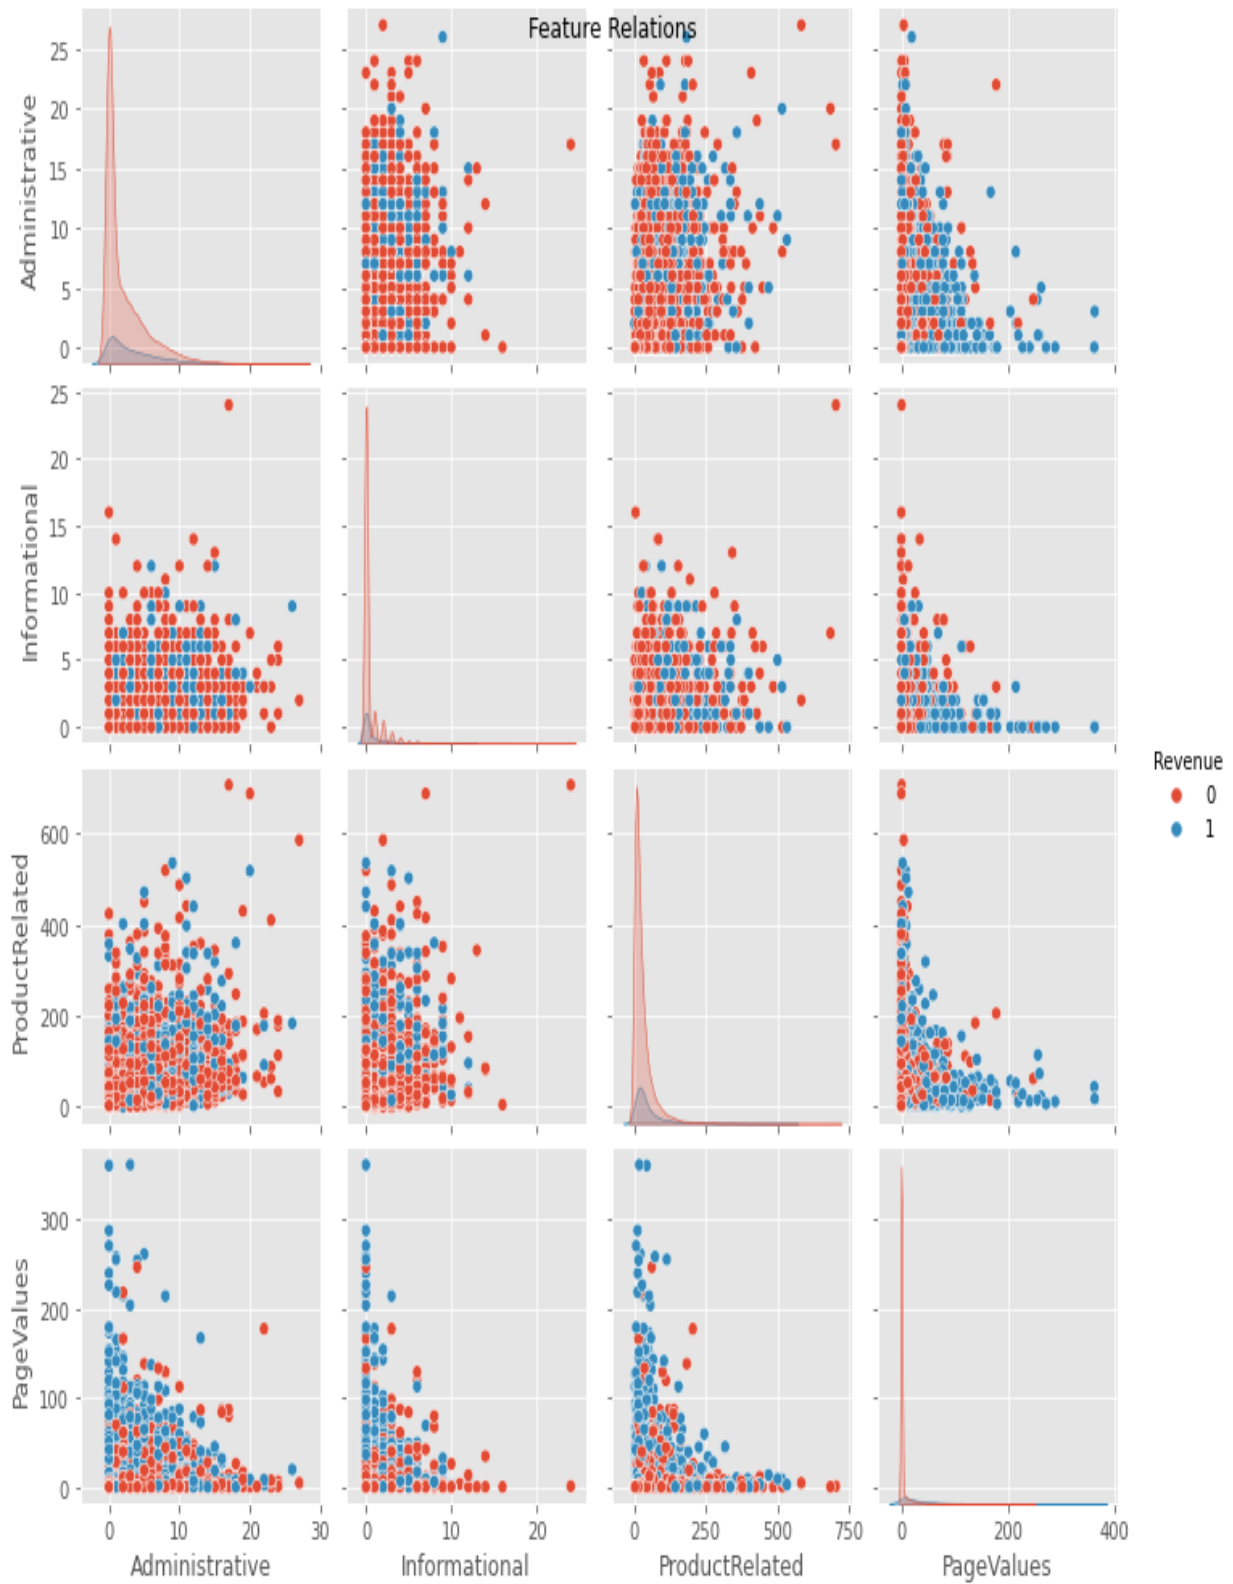 Feature Relations
Administrative
25
20
15
10
5
0
0 10 20 30
0 10 20
0 250 500 750
0 200 400
Informational
25
20
15
10
5
0
Revenue
0
1
ProductRelated
600
400
200
0
PageValues
300
200
100
0
Administrative
Informational
ProductRelated
PageValues